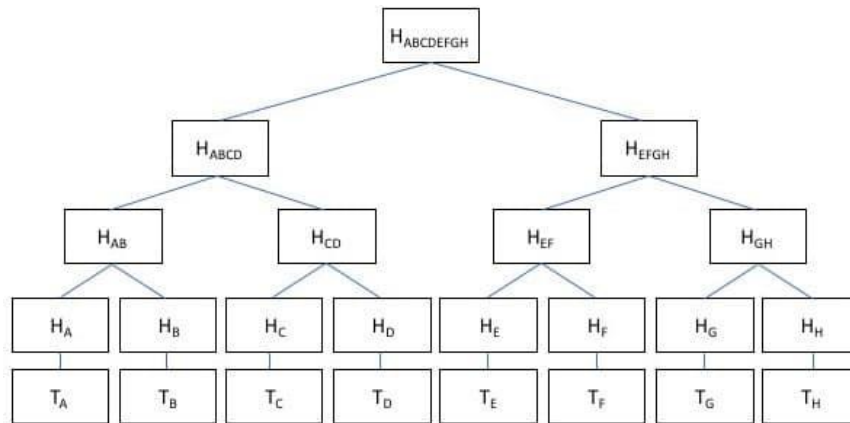 HABCDEFGH
HABCD HEFGH
HAB HCD HEF HGH
HA HB HC HD HE HF HG HH
TA TB TC TD TE TF TG TH